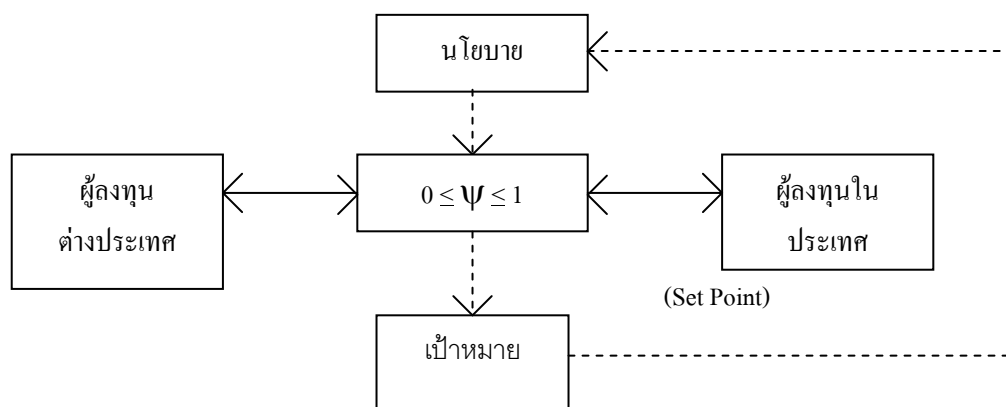 นโยบาย
ผู้ลงทุน
ต่างประเทศ
0 ≤ ψ ≤ 1
ผู้ลงทุนใน
ประเทศ
(Set Point)
เป้าหมาย